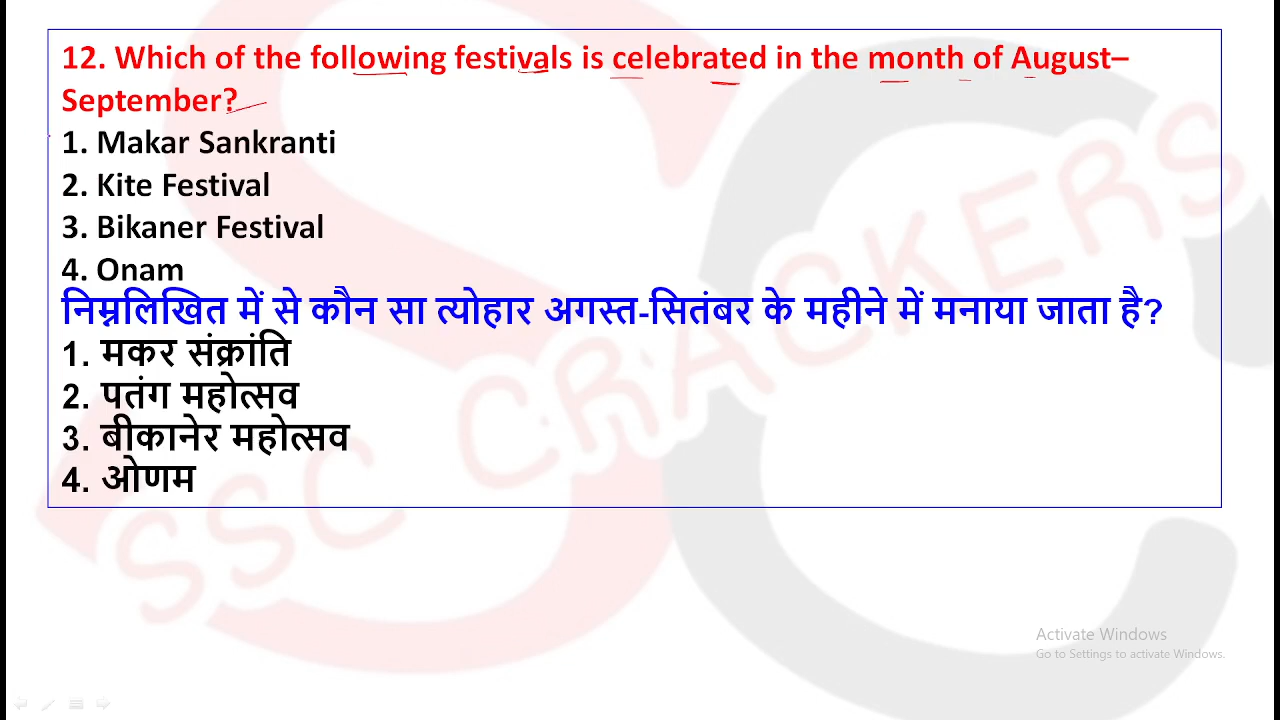 12. Which of the following festivals is celebrated in the month of August–
September?
1. Makar Sankranti
2. Kite Festival
3. Bikaner Festival
4. Onam
निम्नलिखित में से कौन सा त्योहार अगस्त-सितंबर के महीने में मनाया जाता है?
1. मकर संक्रांति
2. पतंग महोत्सव
3. बीकानेर महोत्सव
4. ओणम
SSC CRACKERS
Activate Windows
Go to Settings to activate Windows.